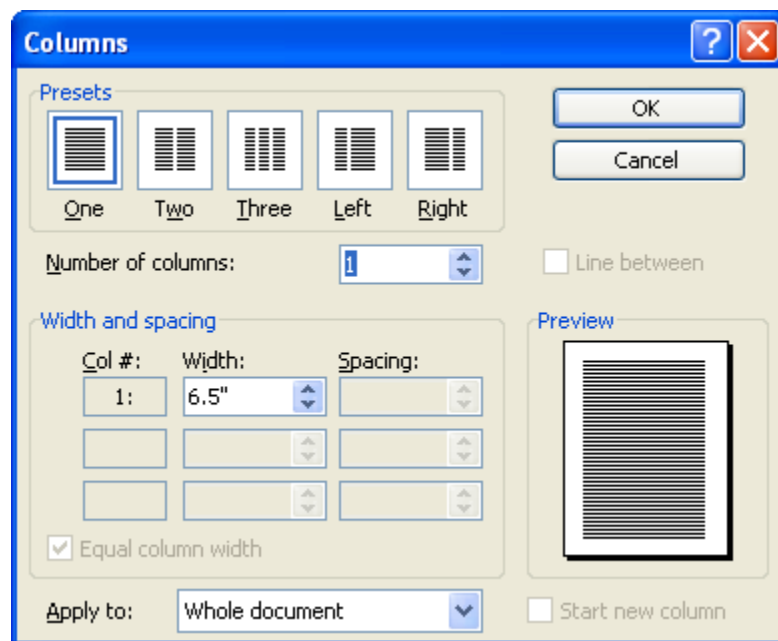 Columns
Presets
One Two Three Left Right
OK
Cancel
Number of columns: 1
Line between
Width and spacing
Col #: Width: Spacing:
1: 6.5"
Equal column width
Preview
Apply to: Whole document
Start new column